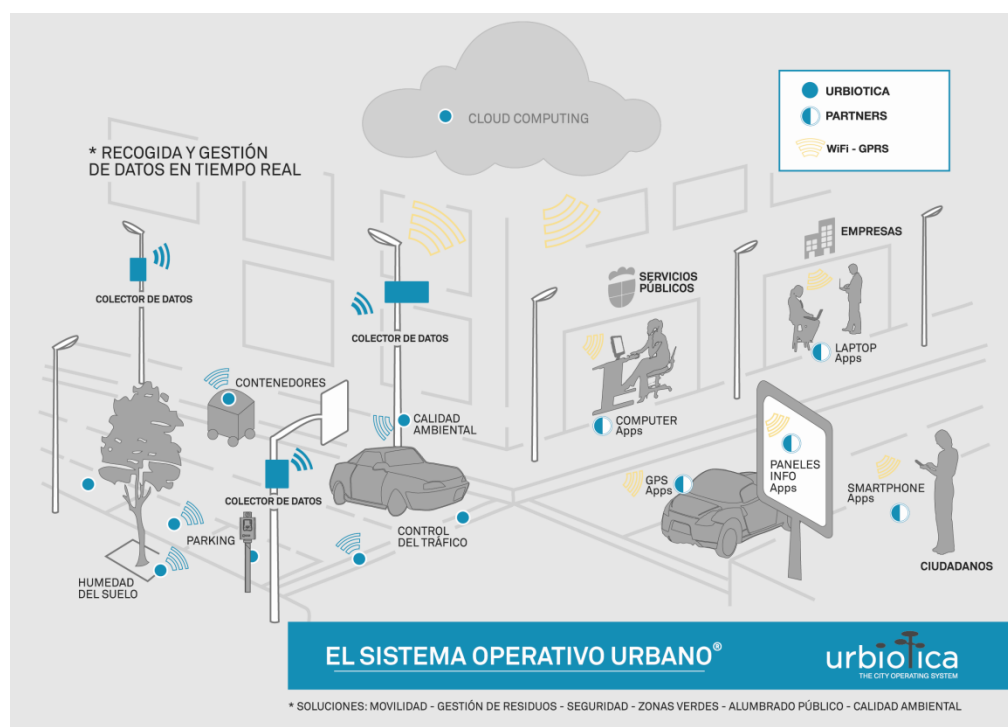 CLOUD COMPUTING
URBIOTICA
PARTNERS
WiFi - GPRS
* RECOGIDA Y GESTIÓN
DE DATOS EN TIEMPO REAL
EMPRESAS
SERVICIOS
PÚBLICOS
COLECTOR DE DATOS
COLECTOR DE DATOS
LAPTOP
Apps
CONTENEDORES
CALIDAD
AMBIENTAL
COMPUTER
Apps
PANELES
INFO
Apps
GPS
Apps
SMARTPHONE
Apps
COLECTOR DE DATOS
PARKING
CONTROL
DEL TRÁFICO
HUMEDAD
DEL SUELO
CIUDADANOS
EL SISTEMA OPERATIVO URBANO®
urbiotica
THE CITY OPERATING SYSTEM
* SOLUCIONES: MOVILIDAD - GESTIÓN DE RESIDUOS - SEGURIDAD - ZONAS VERDES - ALUMBRADO PÚBLICO - CALIDAD AMBIENTAL